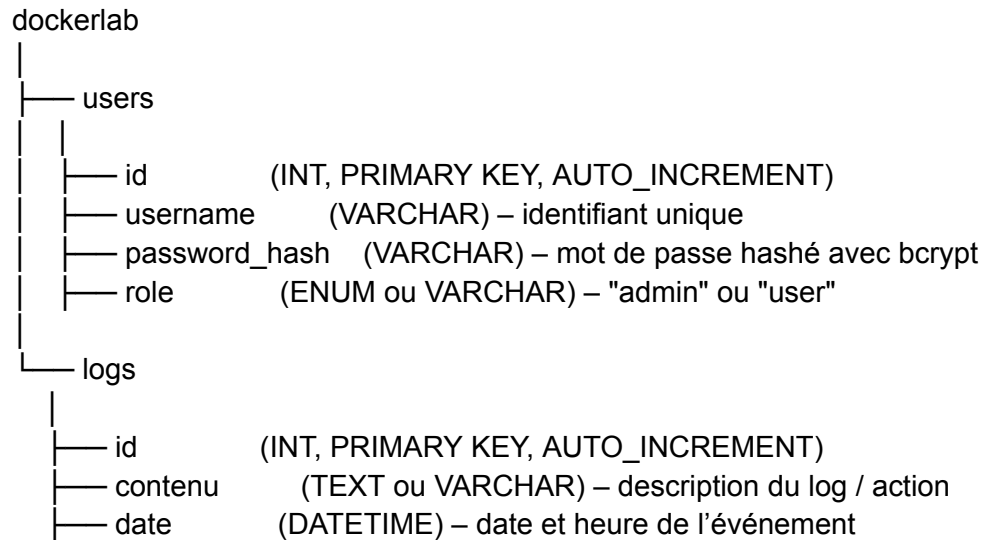 dockerlab
users
id (INT, PRIMARY KEY, AUTO_INCREMENT)
username (VARCHAR) – identifiant unique
password_hash (VARCHAR) – mot de passe hashé avec bcrypt
role (ENUM ou VARCHAR) – "admin" ou "user"
logs
id (INT, PRIMARY KEY, AUTO_INCREMENT)
contenu (TEXT ou VARCHAR) – description du log / action
date (DATETIME) – date et heure de l’événement